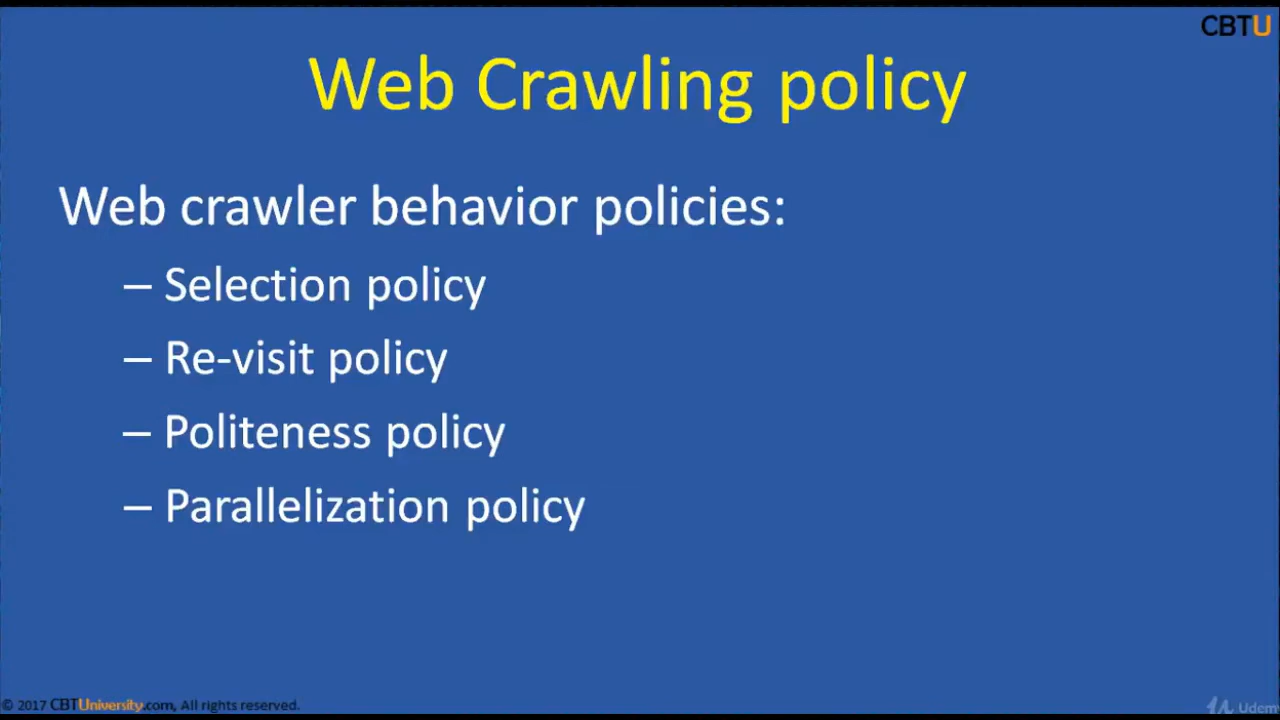 CBTU
Web Crawling policy
Web crawler behavior policies:
– Selection policy
– Re-visit policy
– Politeness policy
– Parallelization policy
© 2017 CBTUniversity.com, All rights reserved.
Udem